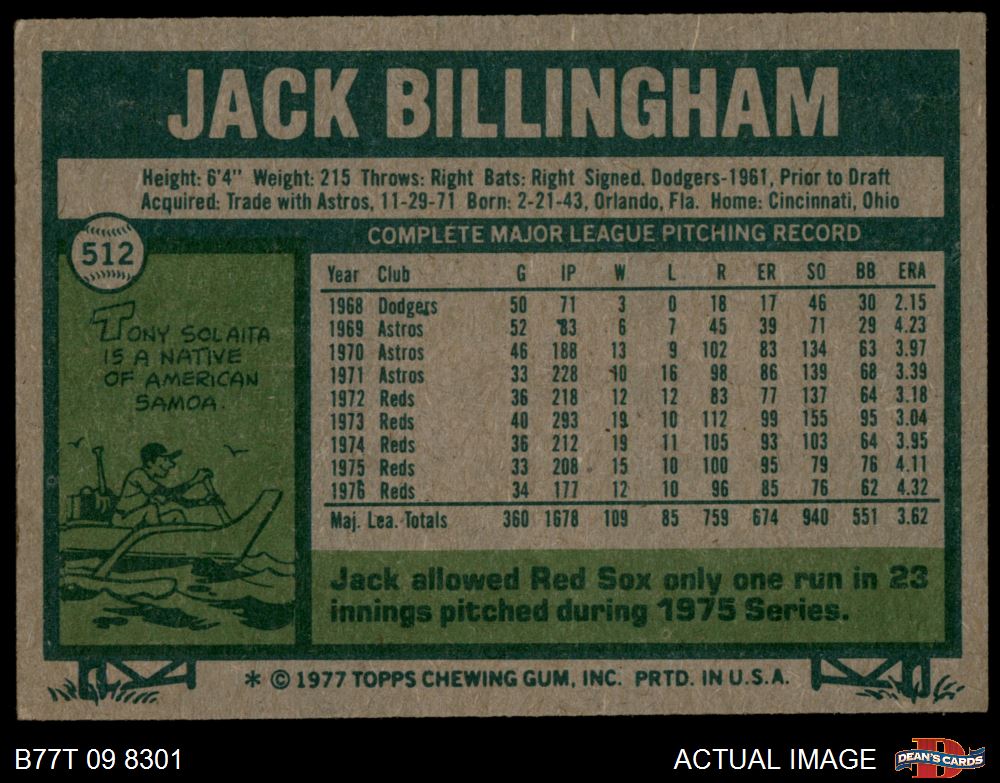 JACK BILLINGHAM
Height: 6'4" Weight: 215 Throws: Right Bats: Right Signed. Dodgers-1961, Prior to Draft
Acquired: Trade with Astros, 11-29-71 Born: 2-21-43, Orlando, Fla. Home: Cincinnati, Ohio
512
COMPLETE MAJOR LEAGUE PITCHING RECORD
TONY SOLAITA
IS A NATIVE
OF AMERICAN
SAMOA.
Year Club G IP W L R ER SO BB ERA
1968 Dodgers 50 71 3 0 18 17 46 30 2.15
1969 Astros 52 83 6 7 45 39 71 29 4.23
1970 Astros 46 188 13 9 102 83 134 63 3.97
1971 Astros 33 228 10 16 98 86 139 68 3.39
1972 Reds 36 218 12 12 83 77 137 64 3.18
1973 Reds 40 293 19 10 112 99 155 95 3.04
1974 Reds 36 212 19 11 105 93 103 64 3.95
1975 Reds 33 208 15 10 100 95 79 76 4.11
1976 Reds 34 177 12 10 96 85 76 62 4.32
Maj. Lea. Totals 360 1678 109 85 759 674 940 551 3.62
Jack allowed Red Sox only one run in 23
innings pitched during 1975 Series.
* © 1977 TOPPS CHEWING GUM, INC. PRTD. IN U.S.A.
B77T 09 8301
ACTUAL IMAGE
D
DEAN'S CARDS